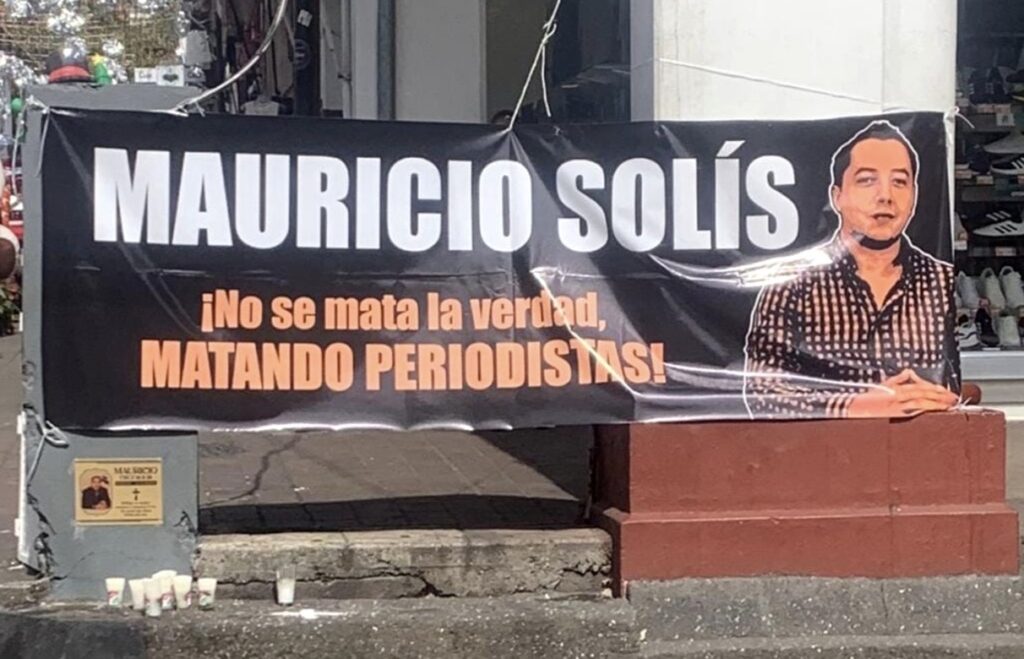 MAURICIO SOLÍS
¡No se mata la verdad,
MATANDO PERIODISTAS!
MAURICIO